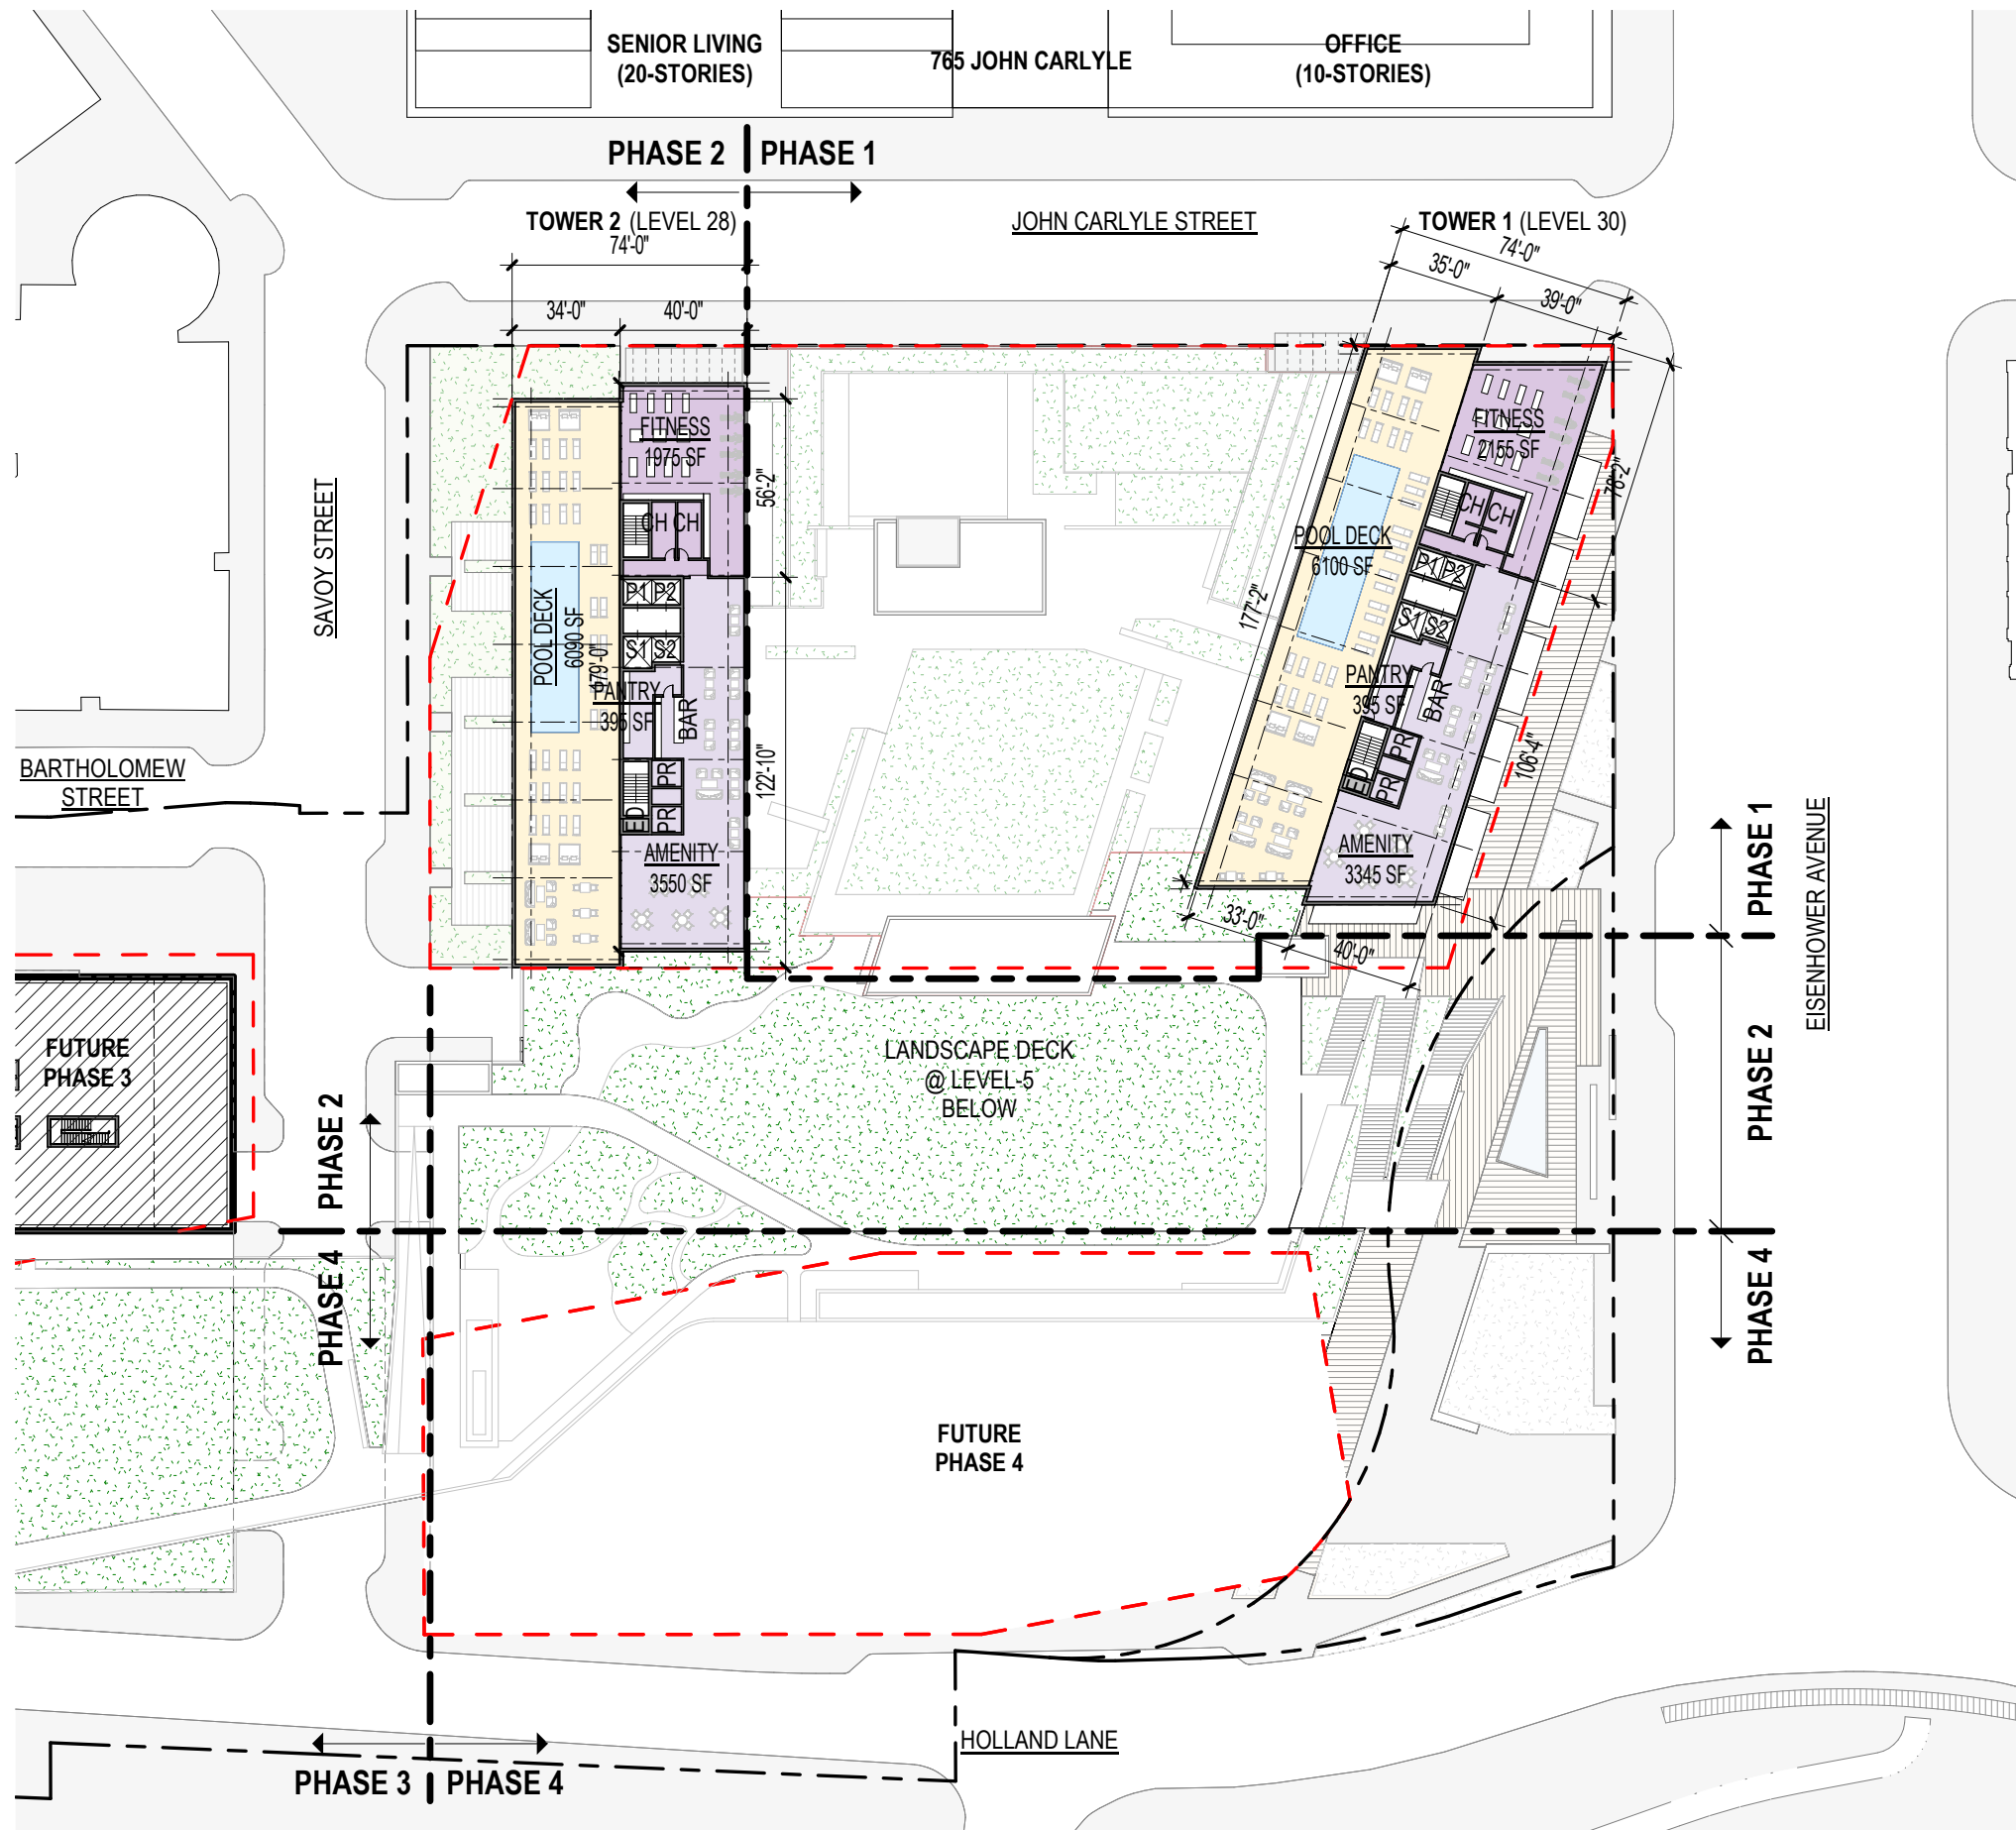 SENIOR LIVING
(20-STORIES)
765 JOHN CARLYLE
OFFICE
(10-STORIES)
PHASE 2
PHASE 1
TOWER 2 (LEVEL 28)
JOHN CARLYLE STREET
TOWER 1 (LEVEL 30)
74'-0"
74'-0"
35'-0"
39'-0"
34'-0"
40'-0"
FITNESS
1975 SF
FITNESS
2155 SF
56'-2"
78'-2"
CH CH
CH
CH
POOL DECK
6100 SF
SAVOY STREET
P1 P2
P1 P2
POOL DECK
6090 SF
179'-0"
177'-2"
S1 S2
S1 S2
PANTRY
395 SF
BAR
PANTRY
395 SF
BAR
122'-10"
106'-4"
ED
PR
PR
ED
PR
PR
BARTHOLOMEW
STREET
AMENITY
3550 SF
AMENITY
3345 SF
PHASE 1
EISENHOWER AVENUE
33'-0"
40'-0"
FUTURE
PHASE 3
LANDSCAPE DECK
@ LEVEL-5
BELOW
PHASE 2
PHASE 2
PHASE 4
PHASE 4
FUTURE
PHASE 4
HOLLAND LANE
PHASE 3
PHASE 4